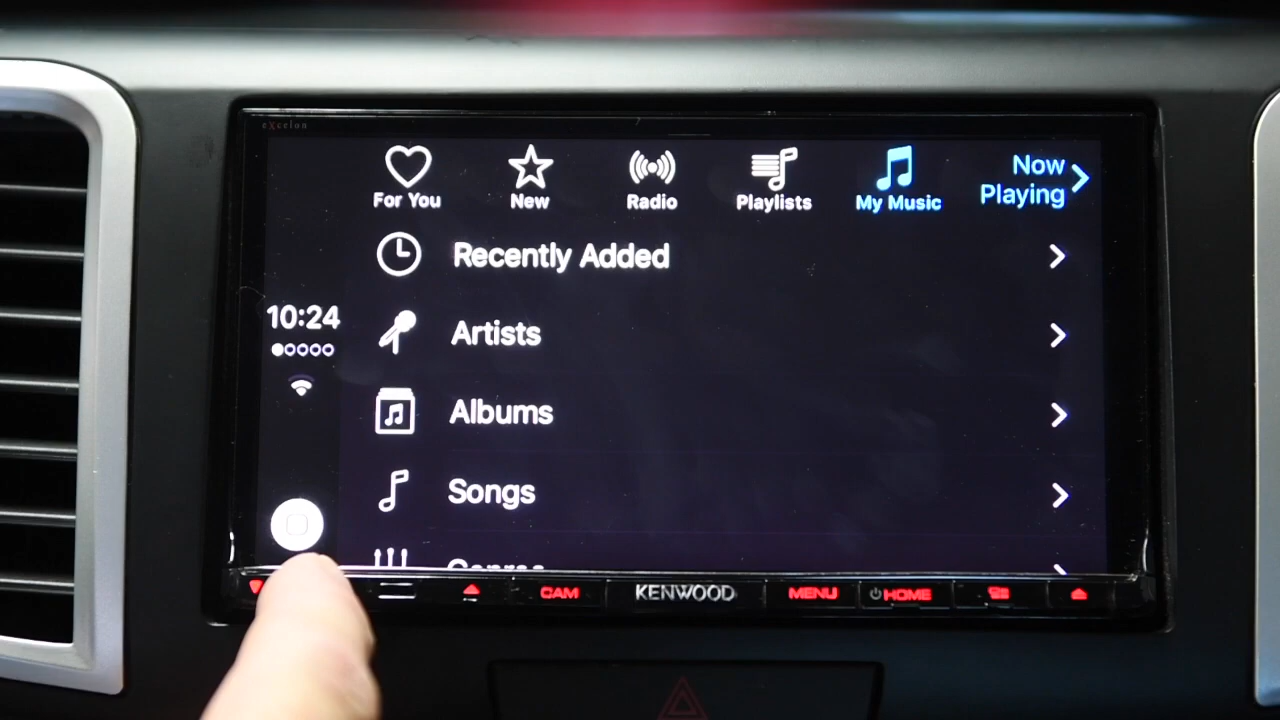 eXcelon
For You
New
Radio
Playlists
My Music
Now
Playing
Recently Added
10:24
Artists
Albums
Songs
Genres
CAM
KENWOOD
MENU
HOME